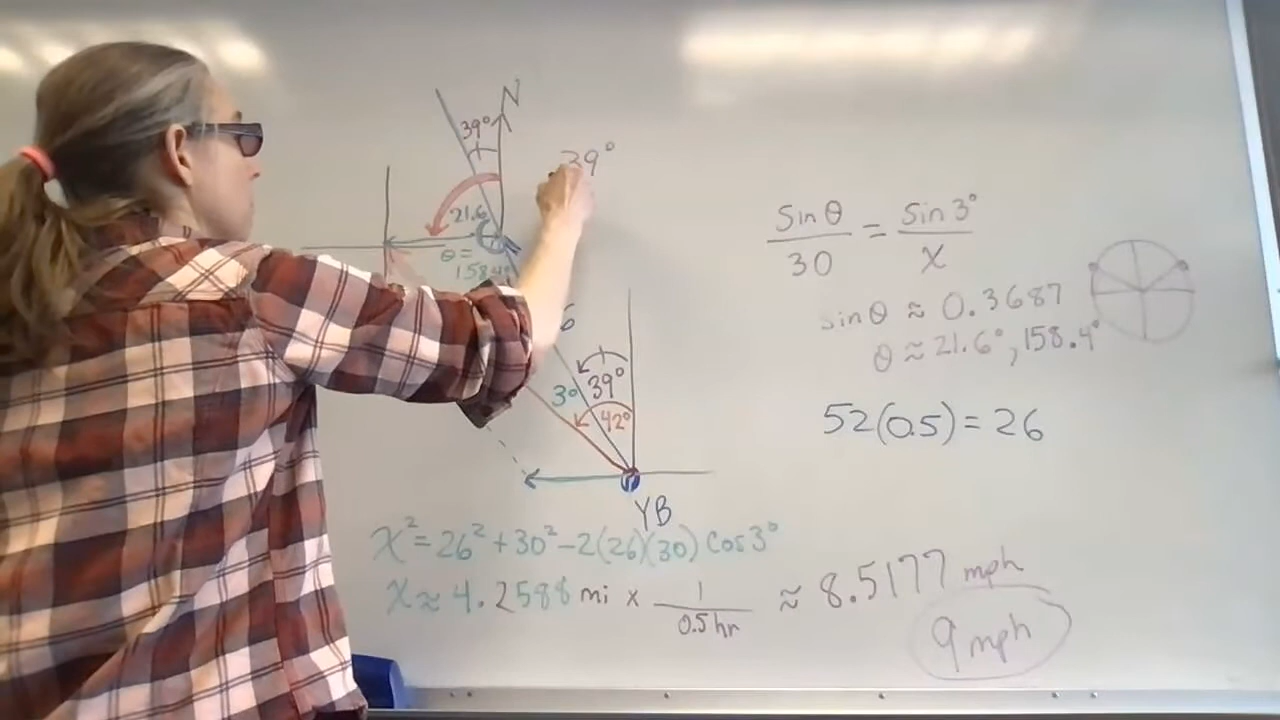 N
39°
39°
21.6
θ =
158.4°
6
39°
3°
42°
YB
x² = 26² + 30² - 2(26)(30) cos 3°
x ≈ 4.2588 mi x 1/0.5 hr ≈ 8.5177 mph
9 mph
Sin θ/30 = Sin 3°/x
sin θ ≈ 0.3687
θ ≈ 21.6°, 158.4°
52(0.5) = 26